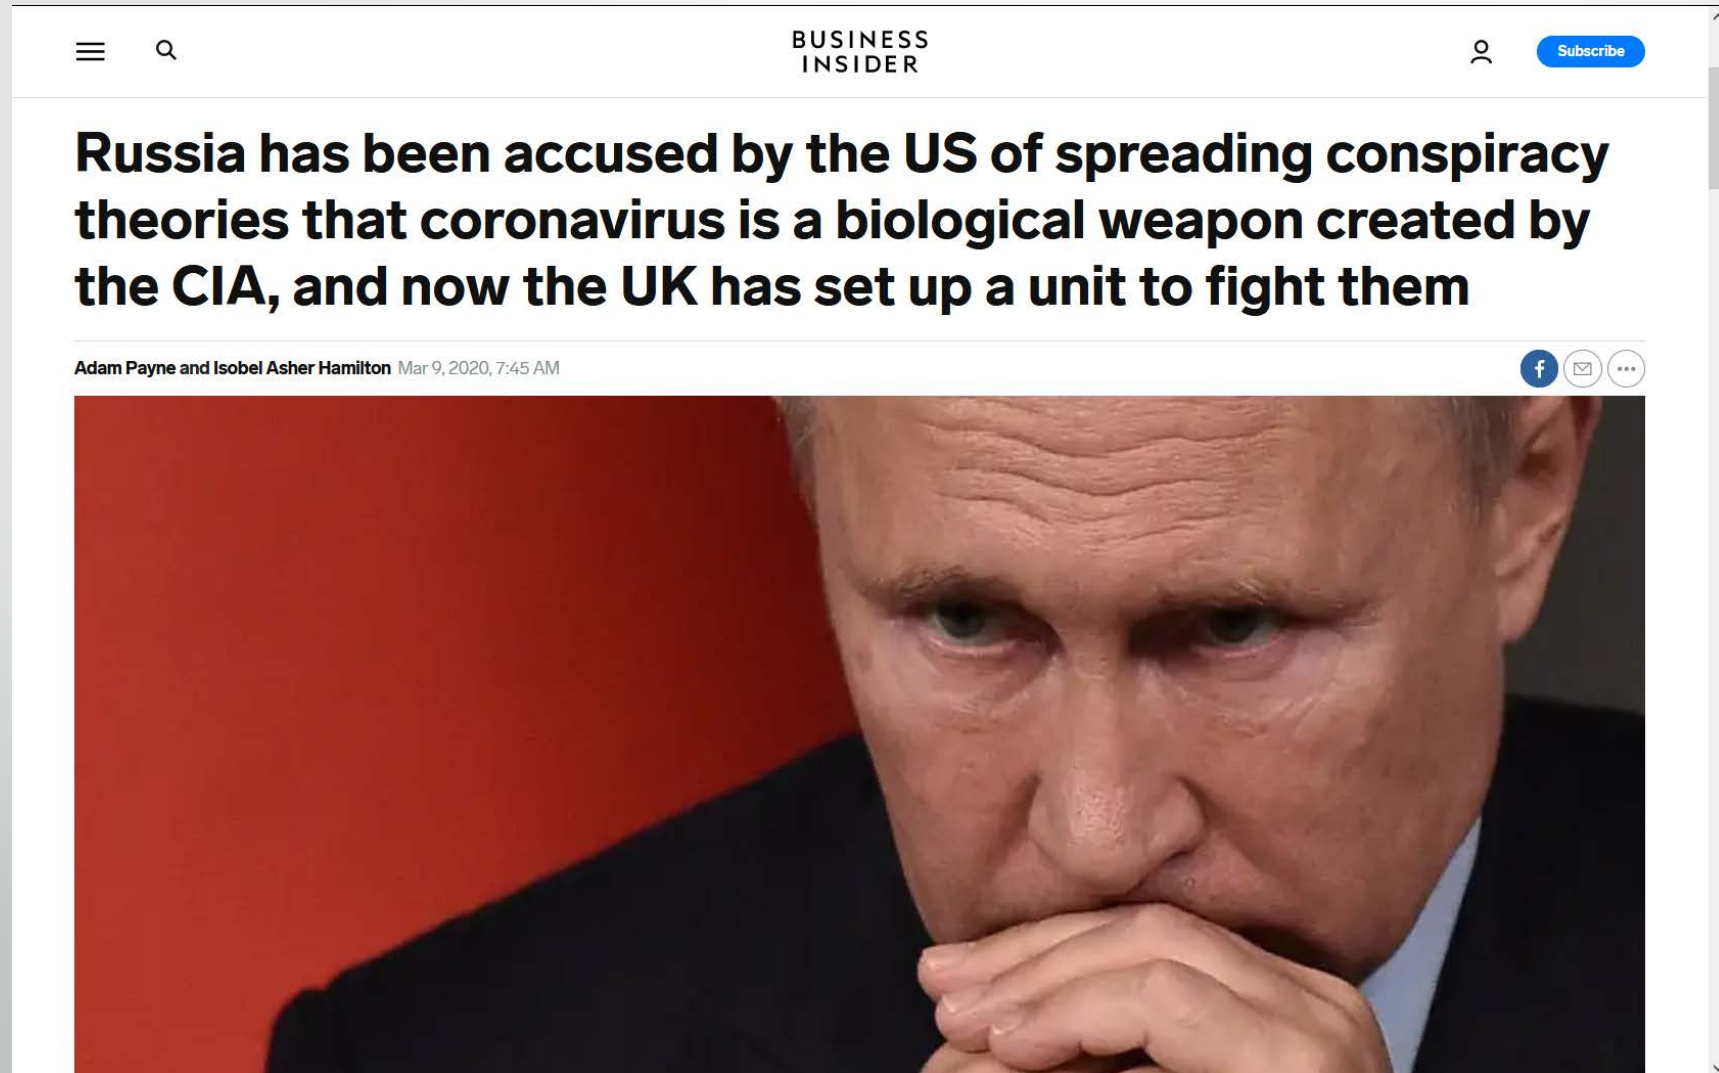 BUSINESS
INSIDER
Subscribe
Russia has been accused by the US of spreading conspiracy
theories that coronavirus is a biological weapon created by
the CIA, and now the UK has set up a unit to fight them
Adam Payne and Isobel Asher Hamilton Mar 9, 2020, 7:45 AM
f